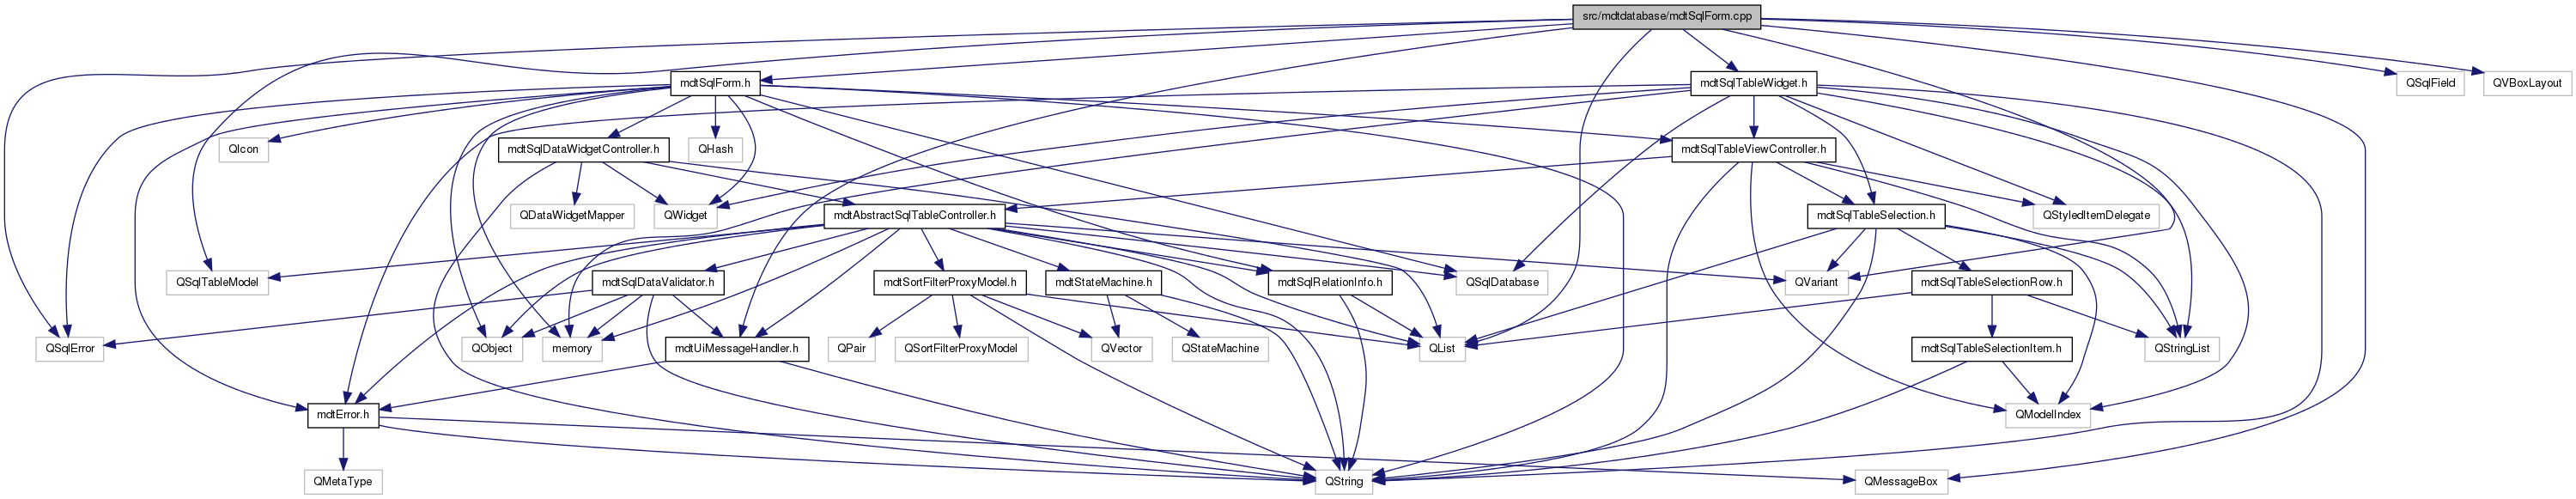 src/mdtdatabase/mdtSqlForm.cpp
mdtSqlForm.h
mdtSqlTableWidget.h
QSqlField
QVBoxLayout
QIcon
mdtSqlDataWidgetController.h
QHash
mdtSqlTableViewController.h
QDataWidgetMapper
QWidget
mdtAbstractSqlTableController.h
mdtSqlTableSelection.h
QStyledItemDelegate
QSqlTableModel
mdtSqlDataValidator.h
mdtSortFilterProxyModel.h
mdtStateMachine.h
mdtSqlRelationInfo.h
QSqlDatabase
QVariant
mdtSqlTableSelectionRow.h
QSqlError
QObject
memory
mdtUiMessageHandler.h
QPair
QSortFilterProxyModel
QVector
QStateMachine
QList
mdtSqlTableSelectionItem.h
QStringList
mdtError.h
QModelIndex
QMetaType
QString
QMessageBox